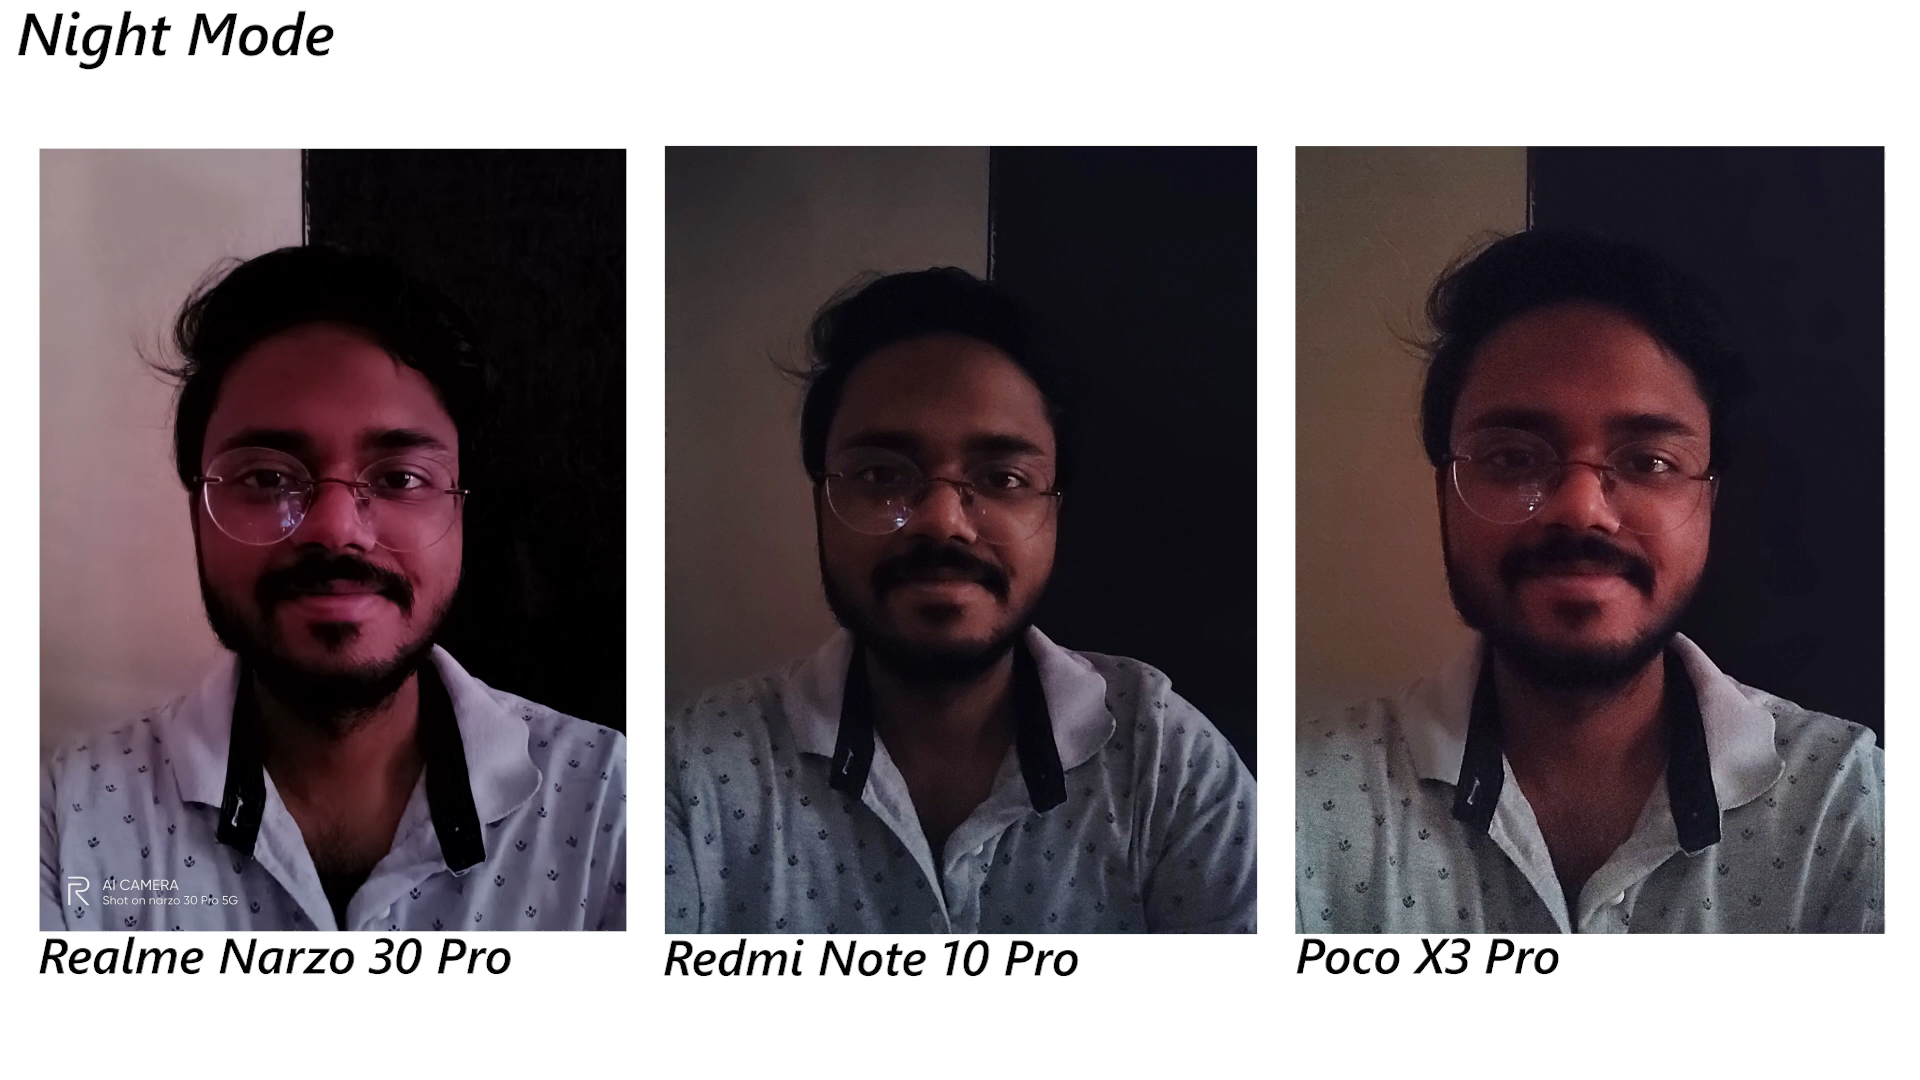 Night Mode
AI CAMERA
Shot on narzo 30 Pro 5G
Realme Narzo 30 Pro
Redmi Note 10 Pro
Poco X3 Pro